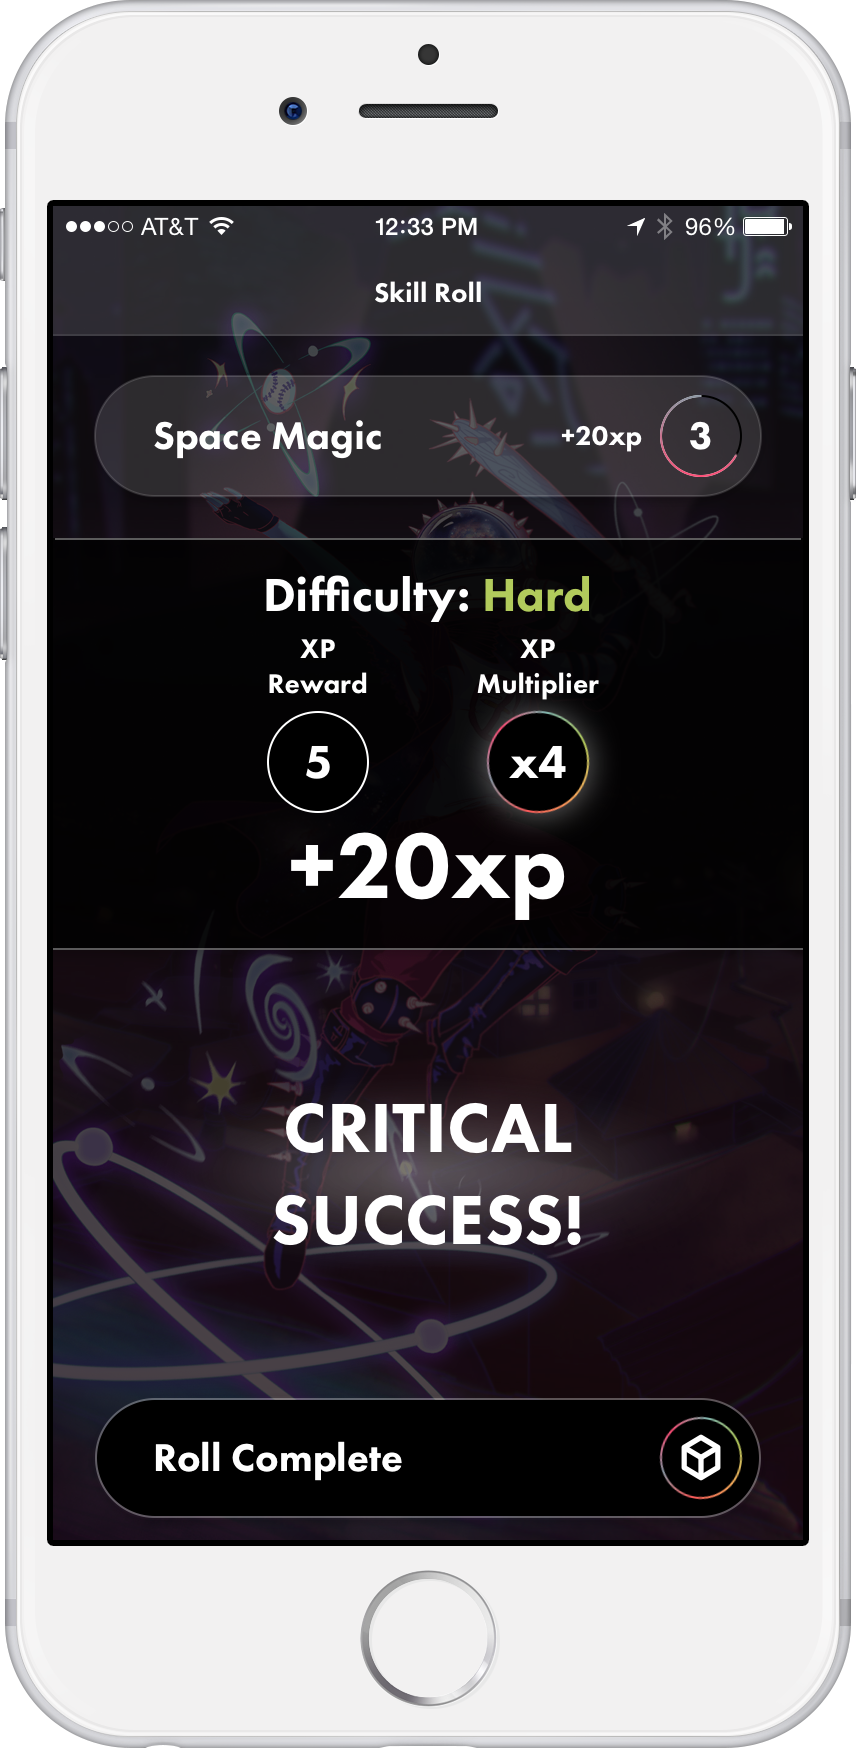 AT&T 12:33 PM 96%
Skill Roll
Space Magic +20xp 3
Difficulty: Hard
XP Reward
XP Multiplier
5 x4
+20xp
CRITICAL
SUCCESS!
Roll Complete